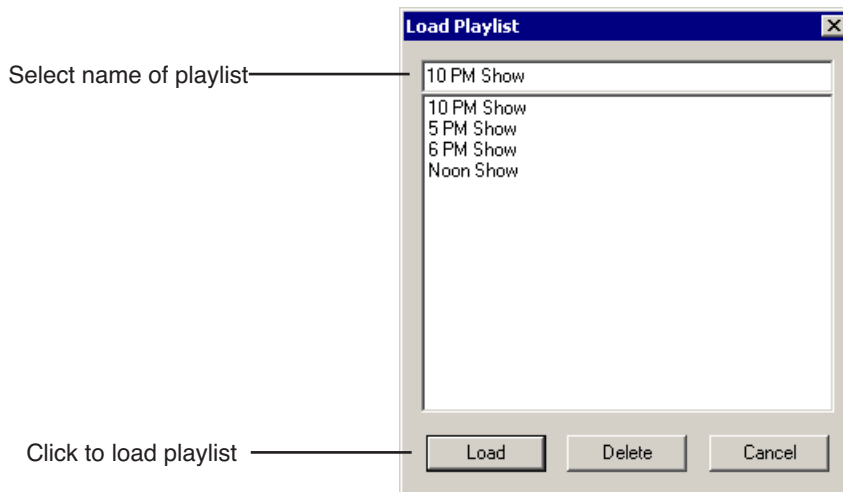 Load Playlist
Select name of playlist
10 PM Show
10 PM Show
5 PM Show
6 PM Show
Noon Show
Click to load playlist
Load Delete Cancel